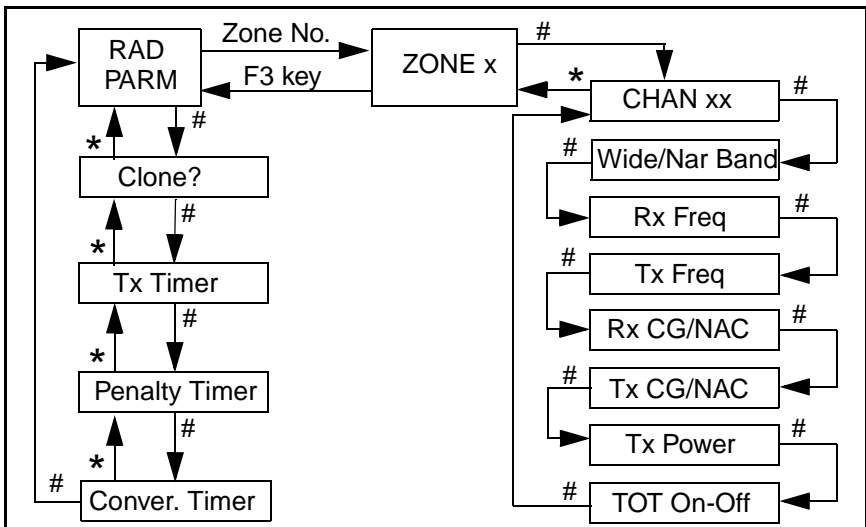 RAD
PARM
Zone No.
F3 key
ZONE x
#
*
CHAN xx
#
#
Wide/Nar Band
#
Rx Freq
#
#
Tx Freq
Rx CG/NAC
#
#
Tx CG/NAC
Tx Power
#
#
TOT On-Off
*
#
Clone?
*
#
Tx Timer
*
#
Penalty Timer
*
#
#
Conver. Timer